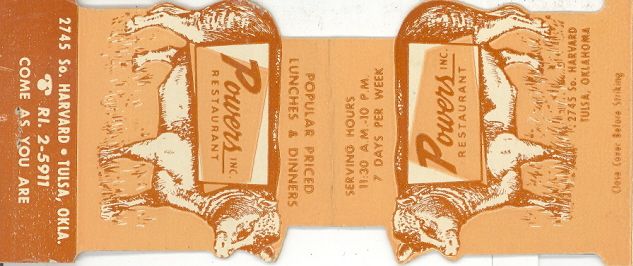 2745 So. HARVARD • TULSA, OKLA.
RI 2-5911
COME AS YOU ARE
Powers INC.
RESTAURANT
POPULAR PRICED
LUNCHES & DINNERS
SERVING HOURS
11:30 A.M.-10 P.M.
7 DAYS PER WEEK
Powers INC.
RESTAURANT
2745 So. HARVARD
TULSA, OKLAHOMA
Close Cover Before Striking